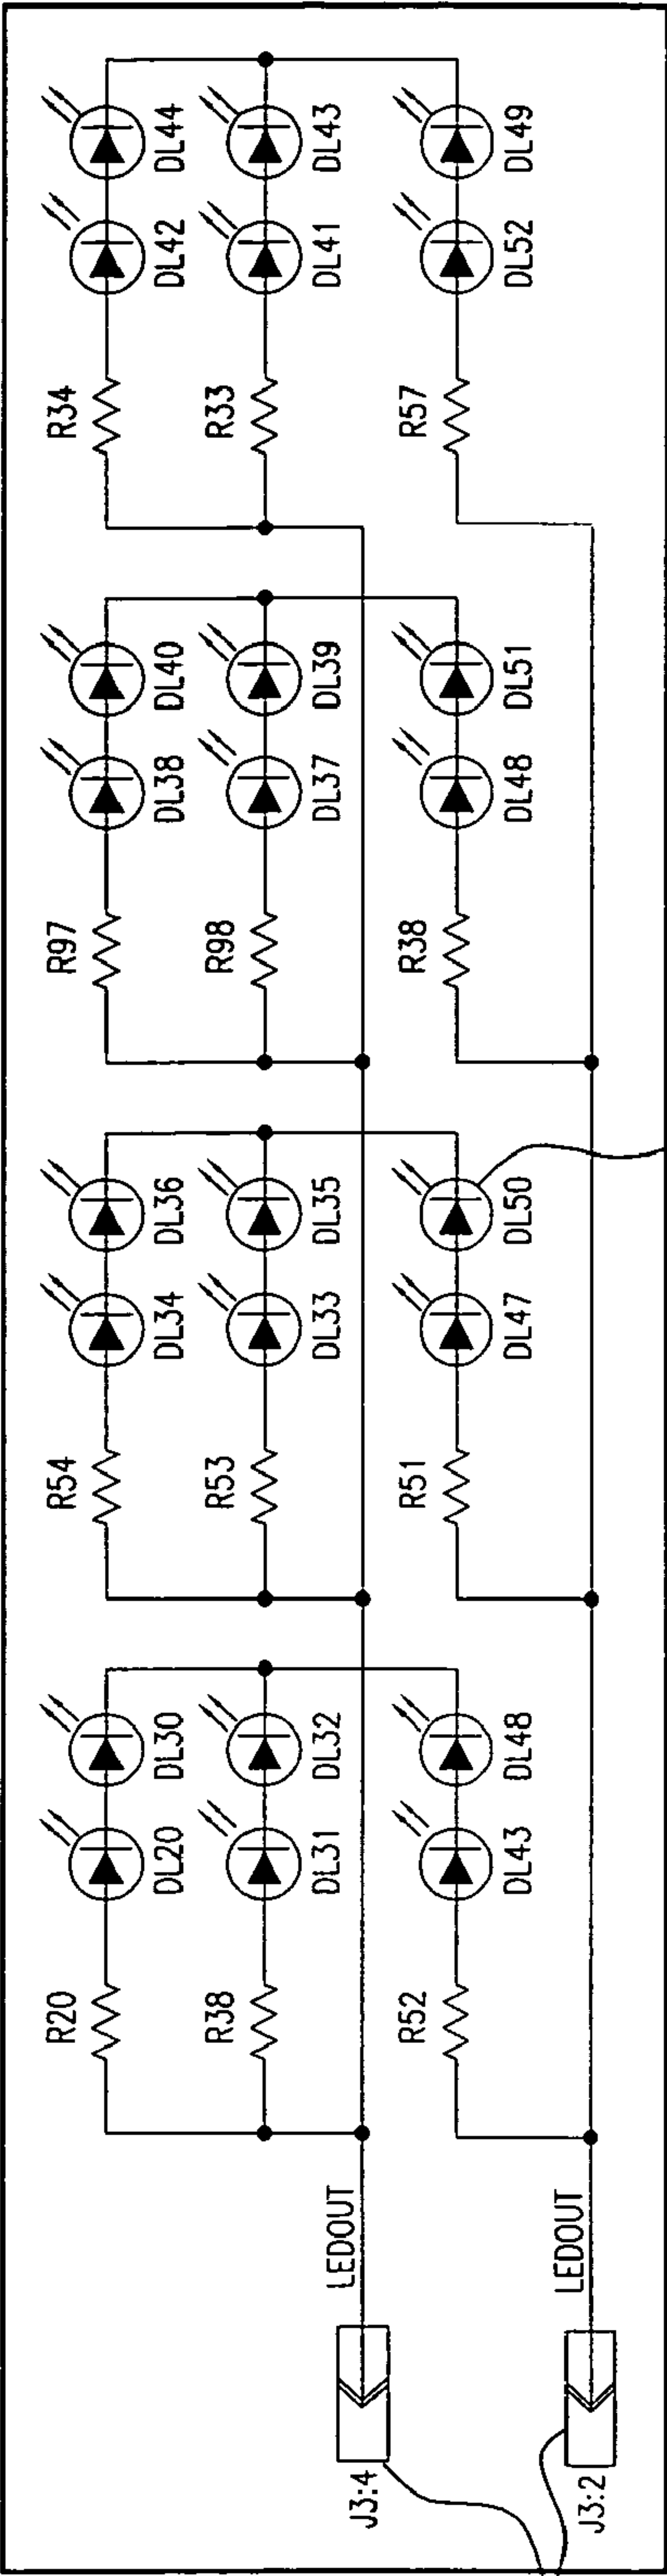 R34
DL42
DL44
R33
DL41
DL43
R57
DL52
DL49
R97
DL38
DL40
R98
DL37
DL39
R38
DL48
DL51
R54
DL34
DL36
R53
DL33
DL35
R51
DL47
DL50
R20
DL20
DL30
R38
DL31
DL32
R52
DL43
DL48
LEDOUT
LEDOUT
J3:4
J3:2